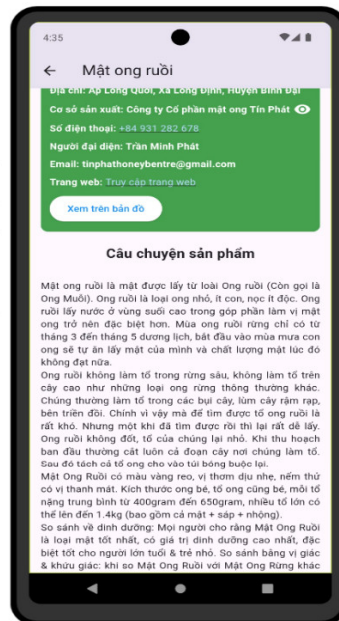 4:35
Mật ong ruồi
Địa chỉ: Ấp Long Quới, Xã Long Định, Huyện Bình Đại
Cơ sở sản xuất: Công ty Cổ phần mật ong Tín Phát
Số điện thoại: +84 931 282 678
Người đại diện: Trần Minh Phát
Email: tinphathoneybentre@gmail.com
Trang web: Truy cập trang web
Xem trên bản đồ
Câu chuyện sản phẩm
Mật ong ruồi là mật được lấy từ loài Ong ruồi (Còn gọi là
Ong Muỗi). Ong ruồi là loại ong nhỏ, ít con, nọc ít độc. Ong
ruồi lấy nước ở vùng suối cao trong góp phần làm vị mật
ong trở nên đặc biệt hơn. Mùa ong ruồi rừng chỉ có từ
tháng 3 đến tháng 5 dương lịch, bắt đầu vào mùa mưa con
ong sẽ tự ăn lấy mật của mình và chất lượng mật lúc đó
không đạt nữa.
Ong ruồi không làm tổ trong rừng sâu, không làm tổ trên
cây cao như những loại ong rừng thông thường khác.
Chúng thường làm tổ trong các bụi cây, lùm cây rậm rạp,
bên triền đồi. Chính vì vậy mà để tìm được tổ ong ruồi là
rất khó. Nhưng một khi đã tìm được rồi thì lại rất dễ lấy.
Ong ruồi không đốt, tổ của chúng lại nhỏ. Khi thu hoạch
ban đầu thường cắt luôn cả đoạn cây nơi chúng làm tổ.
Sau đó tách cả tổ ong cho vào túi bóng buộc lại.
Mật Ong Ruồi có màu vàng reo, vị thơm dịu nhẹ, nếm thử
có vị thanh mát. Kích thước ong bé, tổ ong cũng bé, mỗi tổ
nặng trung bình từ 400gram đến 650gram, nhiều tổ lớn có
thể lên đến 1.4kg (bao gồm cả mật + sáp + nhộng).
So sánh về dinh dưỡng: Mọi người cho rằng Mật Ong Ruồi
là loại mật tốt nhất, có giá trị dinh dưỡng cao nhất, đặc
biệt tốt cho người lớn tuổi & trẻ nhỏ. So sánh bằng vị giác
& khứu giác: khi so Mật Ong Ruồi với Mật Ong Rừng khác